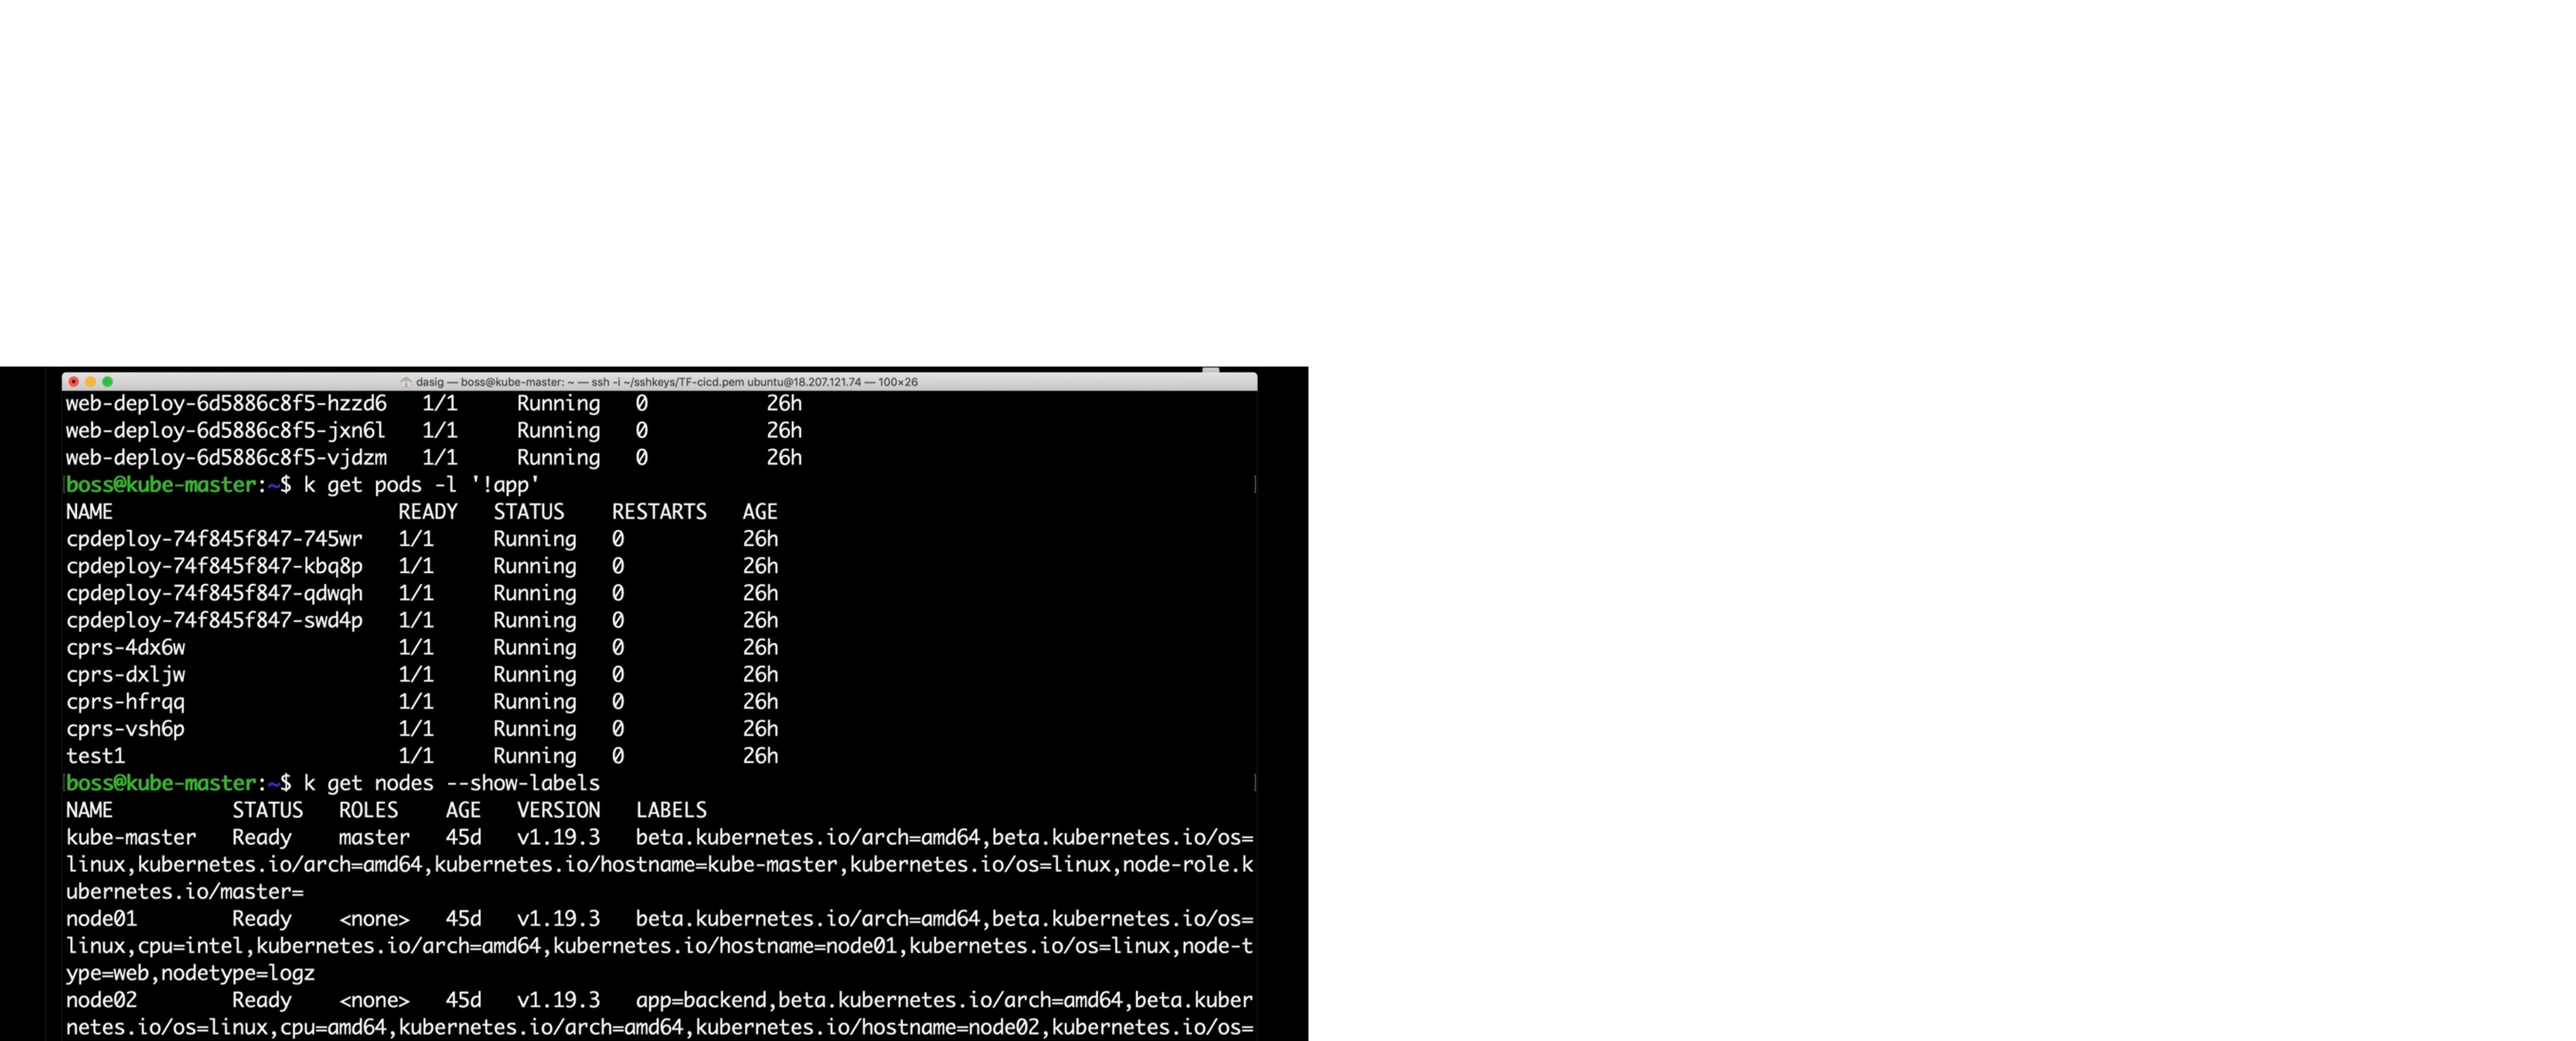 dasig — boss@kube-master: ~ — ssh -i ~/sshkeys/TF-cicd.pem ubuntu@18.207.121.74 — 100×26
web-deploy-6d5886c8f5-hzzd6 1/1 Running 0 26h
web-deploy-6d5886c8f5-jxn6l 1/1 Running 0 26h
web-deploy-6d5886c8f5-vjdzm 1/1 Running 0 26h
boss@kube-master:~$ k get pods -l '!app'
NAME READY STATUS RESTARTS AGE
cpdeploy-74f845f847-745wr 1/1 Running 0 26h
cpdeploy-74f845f847-kbq8p 1/1 Running 0 26h
cpdeploy-74f845f847-qdwqh 1/1 Running 0 26h
cpdeploy-74f845f847-swd4p 1/1 Running 0 26h
cprs-4dx6w 1/1 Running 0 26h
cprs-dxljw 1/1 Running 0 26h
cprs-hfrqq 1/1 Running 0 26h
cprs-vsh6p 1/1 Running 0 26h
test1 1/1 Running 0 26h
boss@kube-master:~$ k get nodes --show-labels
NAME STATUS ROLES AGE VERSION LABELS
kube-master Ready master 45d v1.19.3 beta.kubernetes.io/arch=amd64,beta.kubernetes.io/os=
linux,kubernetes.io/arch=amd64,kubernetes.io/hostname=kube-master,kubernetes.io/os=linux,node-role.k
ubernetes.io/master=
node01 Ready <none> 45d v1.19.3 beta.kubernetes.io/arch=amd64,beta.kubernetes.io/os=
linux,cpu=intel,kubernetes.io/arch=amd64,kubernetes.io/hostname=node01,kubernetes.io/os=linux,node-t
ype=web,nodetype=logz
node02 Ready <none> 45d v1.19.3 app=backend,beta.kubernetes.io/arch=amd64,beta.kuber
netes.io/os=linux,cpu=amd64,kubernetes.io/arch=amd64,kubernetes.io/hostname=node02,kubernetes.io/os=